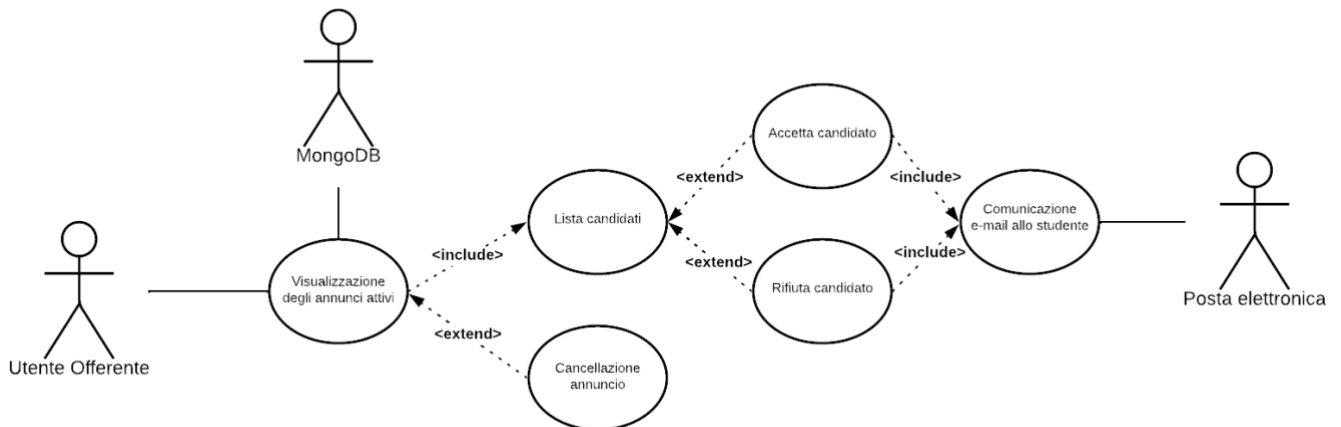 MongoDB
Utente Offerente
Visualizzazione
degli annunci attivi
<include>
<extend>
Lista candidati
Cancellazione
annuncio
<extend>
<extend>
Accetta candidato
Rifiuta candidato
<include>
<include>
Comunicazione
e-mail allo studente
Posta elettronica